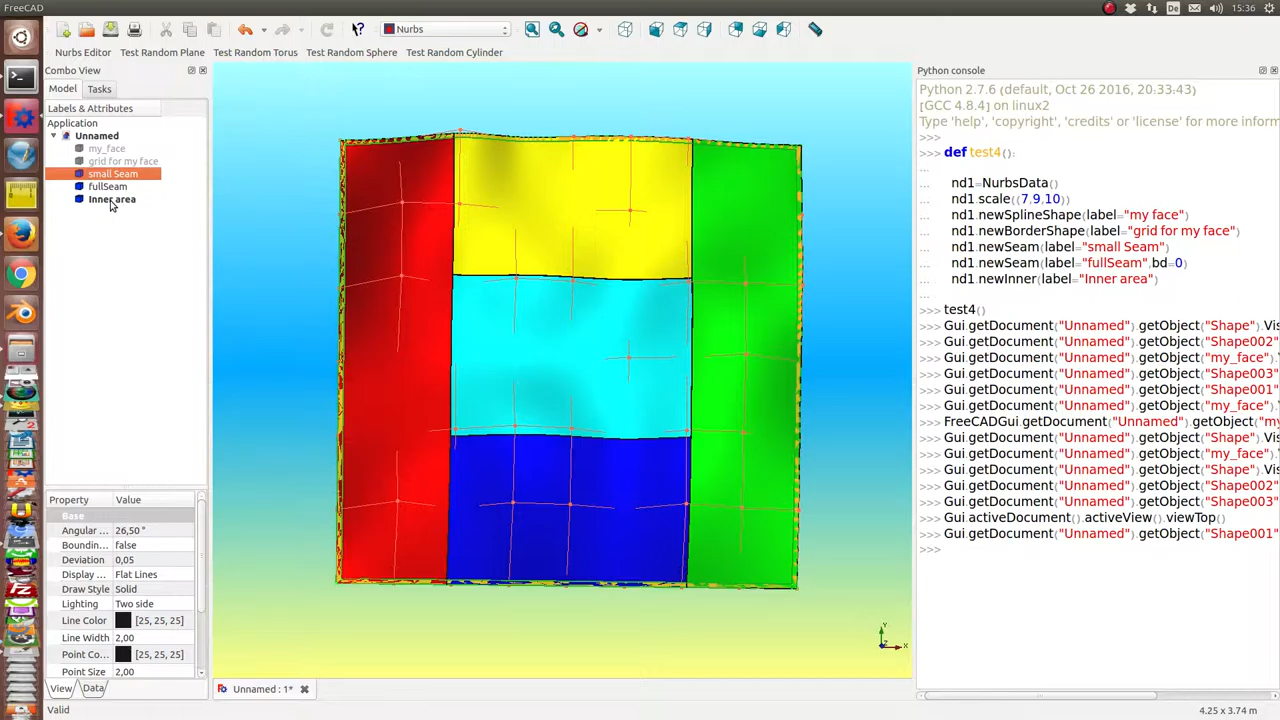 FreeCAD
De
15:36
Nurbs
Nurbs Editor
Test Random Plane
Test Random Torus
Test Random Sphere
Test Random Cylinder
Combo View
Model
Tasks
Labels & Attributes
Application
Unnamed
my_face
grid for my face
small Seam
fullSeam
Inner area
Property Value
Base
Angular ... 26,50 °
Boundin... false
Deviation 0,05
Display ... Flat Lines
Draw Style Solid
Lighting Two side
Line Color [25, 25, 25]
Line Width 2,00
Point Co... [25, 25, 25]
Point Size 2,00
View
Data
Valid
Y
X
Unnamed : 1*
Python console
Python 2.7.6 (default, Oct 26 2016, 20:33:43)
[GCC 4.8.4] on linux2
Type 'help', 'copyright', 'credits' or 'license' for more inform
>>>
>>> def test4():
...
... nd1=NurbsData()
... nd1.scale((7,9,10))
... nd1.newSplineShape(label="my face")
... nd1.newBorderShape(label="grid for my face")
... nd1.newSeam(label="small Seam")
... nd1.newSeam(label="fullSeam",bd=0)
... nd1.newInner(label="Inner area")
...
>>> test4()
>>> Gui.getDocument("Unnamed").getObject("Shape").Vis
>>> Gui.getDocument("Unnamed").getObject("Shape002"
>>> Gui.getDocument("Unnamed").getObject("my_face").
>>> Gui.getDocument("Unnamed").getObject("Shape003"
>>> Gui.getDocument("Unnamed").getObject("Shape001"
>>> Gui.getDocument("Unnamed").getObject("my_face").
>>> FreeCADGui.getDocument("Unnamed").getObject("my
>>> Gui.getDocument("Unnamed").getObject("Shape").Vis
>>> Gui.getDocument("Unnamed").getObject("my_face").
>>> Gui.getDocument("Unnamed").getObject("Shape").Vis
>>> Gui.getDocument("Unnamed").getObject("Shape002"
>>> Gui.getDocument("Unnamed").getObject("Shape003"
>>> Gui.activeDocument().activeView().viewTop()
>>> Gui.getDocument("Unnamed").getObject("Shape001"
>>>
4.25 x 3.74 m